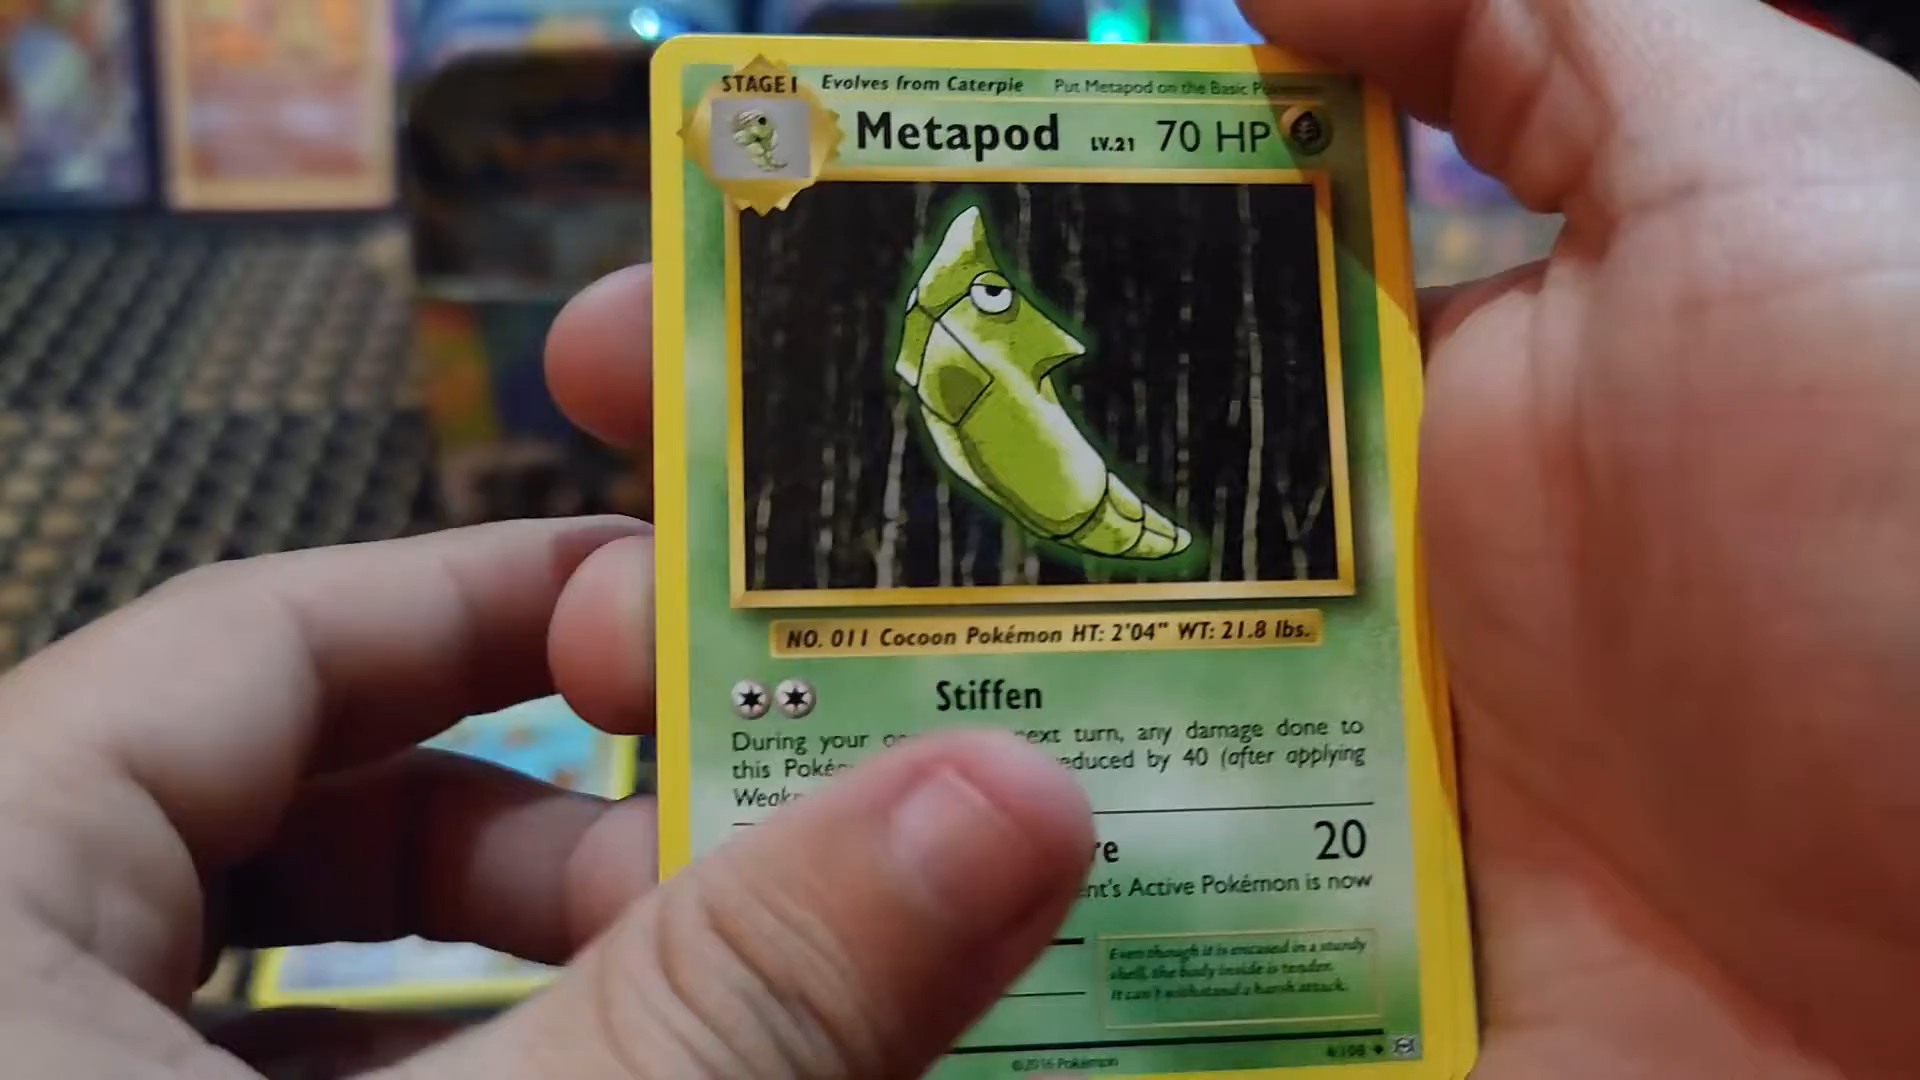 STAGE 1 Evolves from Caterpie Put Metapod on the Basic
Metapod LV.21 70 HP
NO. 011 Cocoon Pokémon HT: 2'04" WT: 21.8 lbs.
Stiffen
During your next turn, any damage done to
this reduced by 40 (after applying
20
Active Pokémon is now
Even though it is encased in a sturdy
shell, the body inside is tender.
It can't withstand a harsh attack.
©2016 Pokémon